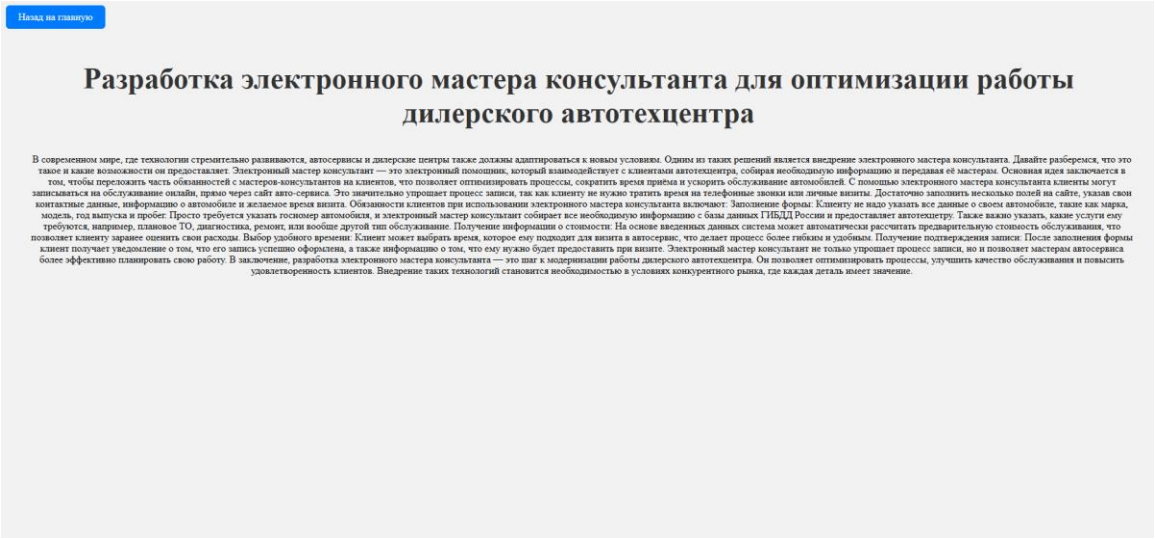 Назад на главную
Разработка электронного мастера консультанта для оптимизации работы
дилерского автотехцентра
В современном мире, где технологии стремительно развиваются, автосервисы и дилерские центры также должны адаптироваться к новым условиям. Одним из таких решений является внедрение электронного мастера консультанта. Давайте разберемся, что это
такое и какие возможности он предоставляет. Электронный мастер консультант — это электронный помощник, который взаимодействует с клиентами автотехцентра, собирая необходимую информацию и передавая её мастерам. Основная идея заключается в
том, чтобы переложить часть обязанностей с мастеров-консультантов на клиентов, что позволяет оптимизировать процессы, сократить время приёма и ускорить обслуживание автомобилей. С помощью электронного мастера консультанта клиенты могут
записываться на обслуживание онлайн, прямо через сайт авто-сервиса. Это значительно упрощает процесс записи, так как клиенту не нужно тратить время на телефонные звонки или личные визиты. Достаточно заполнить несколько полей на сайте, указав свои
контактные данные, информацию о автомобиле и желаемое время визита. Обязанности клиентов при использовании электронного мастера консультанта включают: Заполнение формы: Клиенту не надо указать все данные о своем автомобиле, такие как марка,
модель, год выпуска и пробег. Просто требуется указать госномер автомобиля, и электронный мастер консультант собирает все необходимую информацию с базы данных ГИБДД России и предоставляет автотехцетру. Также важно указать, какие услуги ему
требуются, например, плановое ТО, диагностика, ремонт, или вообще другой тип обслуживание. Получение информации о стоимости: На основе введенных данных система может автоматически рассчитать предварительную стоимость обслуживания, что
позволяет клиенту заранее оценить свои расходы. Выбор удобного времени: Клиент может выбрать время, которое ему подходит для визита в автосервис, что делает процесс более гибким и удобным. Получение подтверждения записи: После заполнения формы
клиент получает уведомление о том, что его запись успешно оформлена, а также информацию о том, что ему нужно будет предоставить при визите. Электронный мастер консультант не только упрощает процесс записи, но и позволяет мастерам автосервиса
более эффективно планировать свою работу. В заключение, разработка электронного мастера консультанта — это шаг к модернизации работы дилерского автотехцентра. Он позволяет оптимизировать процессы, улучшить качество обслуживания и повысить
удовлетворенность клиентов. Внедрение таких технологий становится необходимостью в условиях конкурентного рынка, где каждая деталь имеет значение.